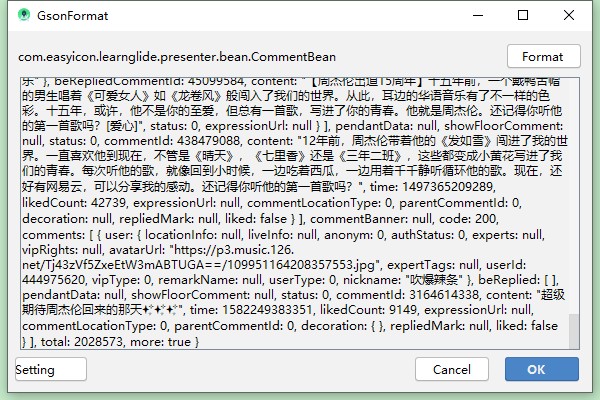 GsonFormat
com.easyicon.learnglide.presenter.bean.CommentBean
Format
乐" }, beRepliedCommentId: 45099584, content: "【周杰伦出道15周年】十五年前，一个戴鸭舌帽
的男生唱着《可爱女人》如《龙卷风》般闯入了我们的世界。从此，耳边的华语音乐有了不一样的色
彩。十五年，或许，他不是你的至爱，但总有一首歌，写进了你的青春。他就是周杰伦。还记得你听他
的第一首歌吗？[爱心]", status: 0, expressionUrl: null } ], pendantData: null, showFloorComment:
null, status: 0, commentId: 438479088, content: "12年前，周杰伦带着他的《发如雪》闯进了我的世
界。一直喜欢他到现在，不管是《晴天》，《七里香》还是《三年二班》，这些都变成小黄花写进了我
们的青春。每次听他的歌，就像回到小时候，一边吃着西瓜，一边用着千千静听循环他的歌。现在，还
好有网易云，可以分享我的感动。还记得你听他的第一首歌吗？", time: 1497365209289,
likedCount: 42739, expressionUrl: null, commentLocationType: 0, parentCommentId: 0,
decoration: null, repliedMark: null, liked: false } ], commentBanner: null, code: 200,
comments: [ { user: { locationInfo: null, liveInfo: null, anonym: 0, authStatus: 0, experts: null,
vipRights: null, avatarUrl: "https://p3.music.126.
net/Tj43zVf5ZxeEtW3mABTUGA==/109951164208357553.jpg", expertTags: null, userId:
444975620, vipType: 0, remarkName: null, userType: 0, nickname: "吹爆辣条" }, beReplied: [ ],
pendantData: null, showFloorComment: null, status: 0, commentId: 3164614338, content: "超级
期待周杰伦回来的那天✨✨✨", time: 1582249383351, likedCount: 9149, expressionUrl: null,
commentLocationType: 0, parentCommentId: 0, decoration: { }, repliedMark: null, liked: false
} ], total: 2028573, more: true }
Setting
Cancel
OK